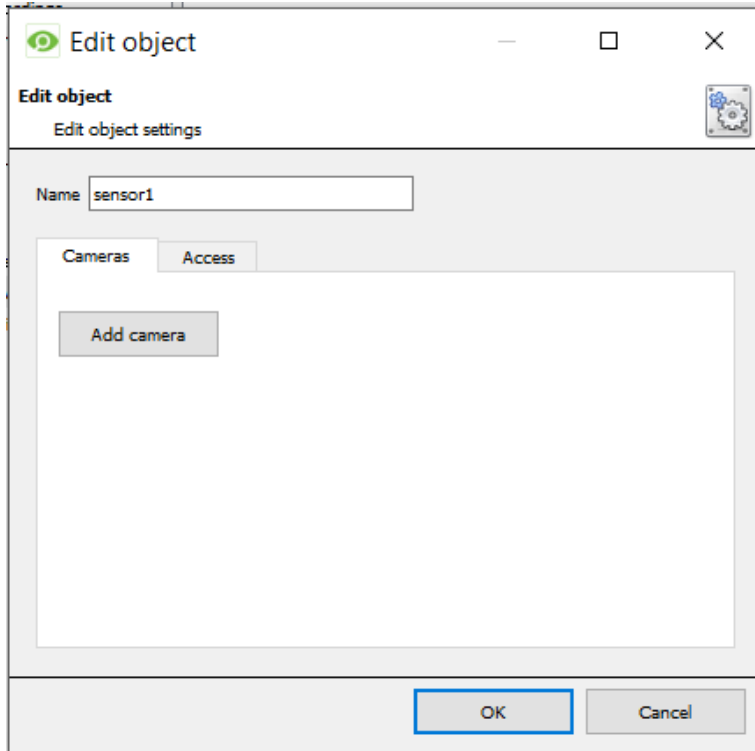 Edit object
Edit object
Edit object settings
Name sensor1
Cameras Access
Add camera
OK Cancel